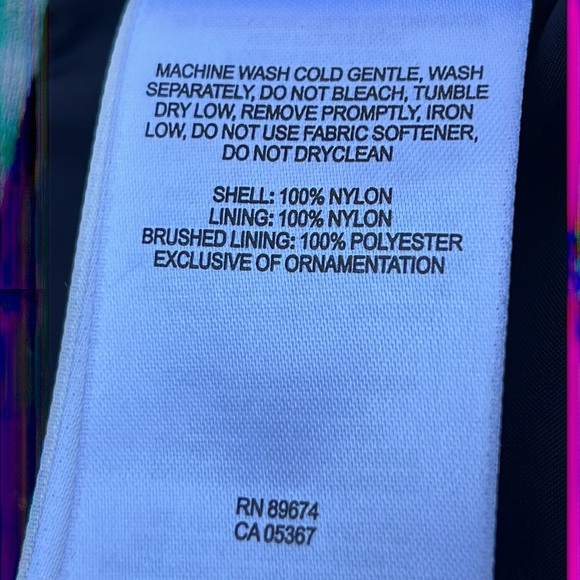 MACHINE WASH COLD GENTLE, WASH
SEPARATELY, DO NOT BLEACH, TUMBLE
DRY LOW, REMOVE PROMPTLY, IRON
LOW, DO NOT USE FABRIC SOFTENER,
DO NOT DRYCLEAN
SHELL: 100% NYLON
LINING: 100% NYLON
BRUSHED LINING: 100% POLYESTER
EXCLUSIVE OF ORNAMENTATION
RN 89674
CA 05367